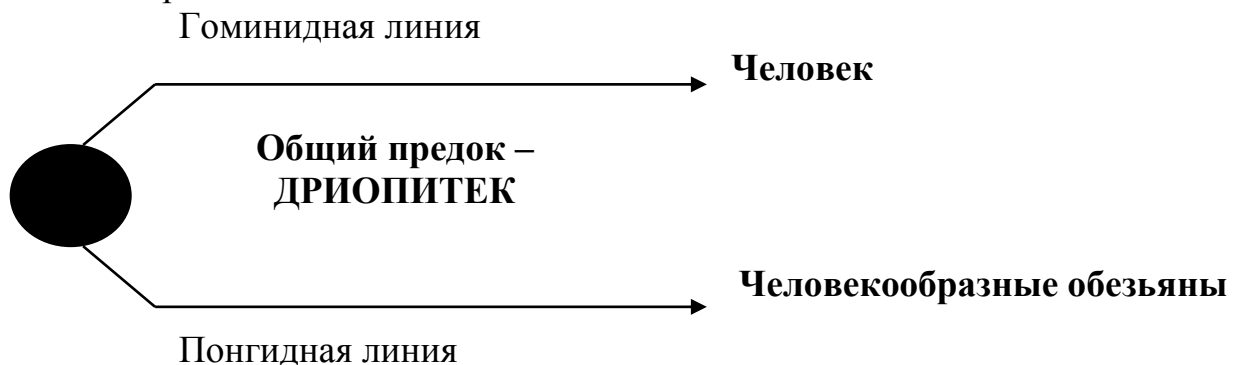 Гоминидная линия
Человек
Общий предок –
ДРИОПИТЕК
Человекообразные обезьяны
Понгидная линия